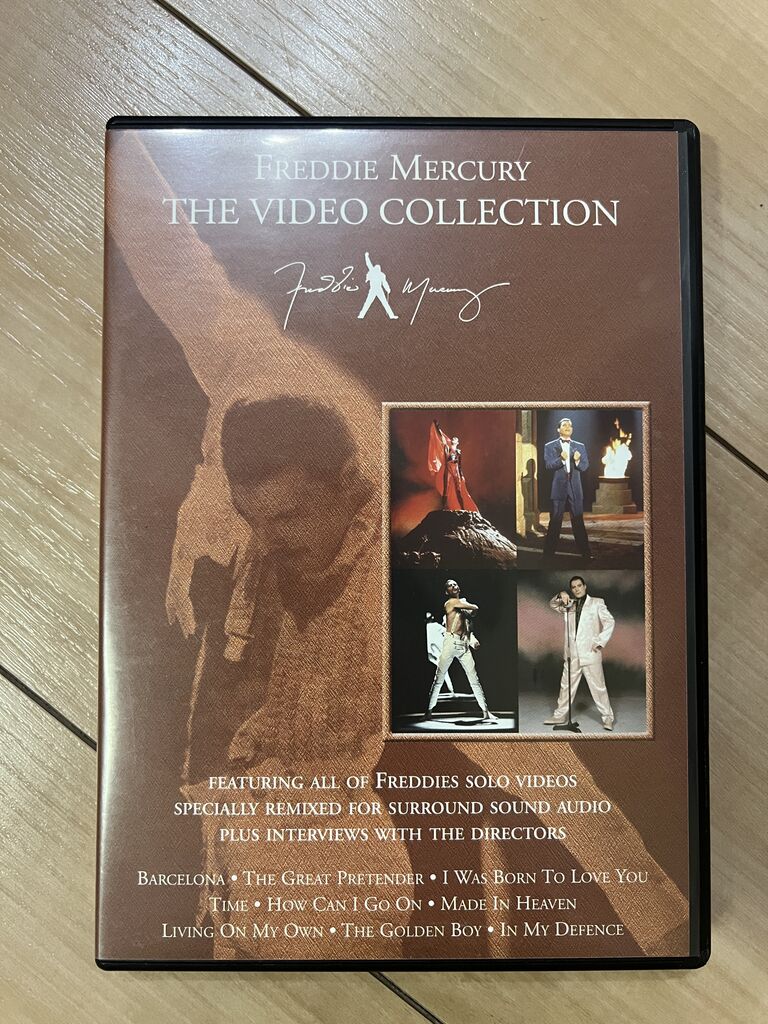 FREDDIE MERCURY
THE VIDEO COLLECTION
Freddie Mercury
FEATURING ALL OF FREDDIES SOLO VIDEOS
SPECIALLY REMIXED FOR SURROUND SOUND AUDIO
PLUS INTERVIEWS WITH THE DIRECTORS
BARCELONA • THE GREAT PRETENDER • I WAS BORN TO LOVE YOU
TIME • HOW CAN I GO ON • MADE IN HEAVEN
LIVING ON MY OWN • THE GOLDEN BOY • IN MY DEFENCE